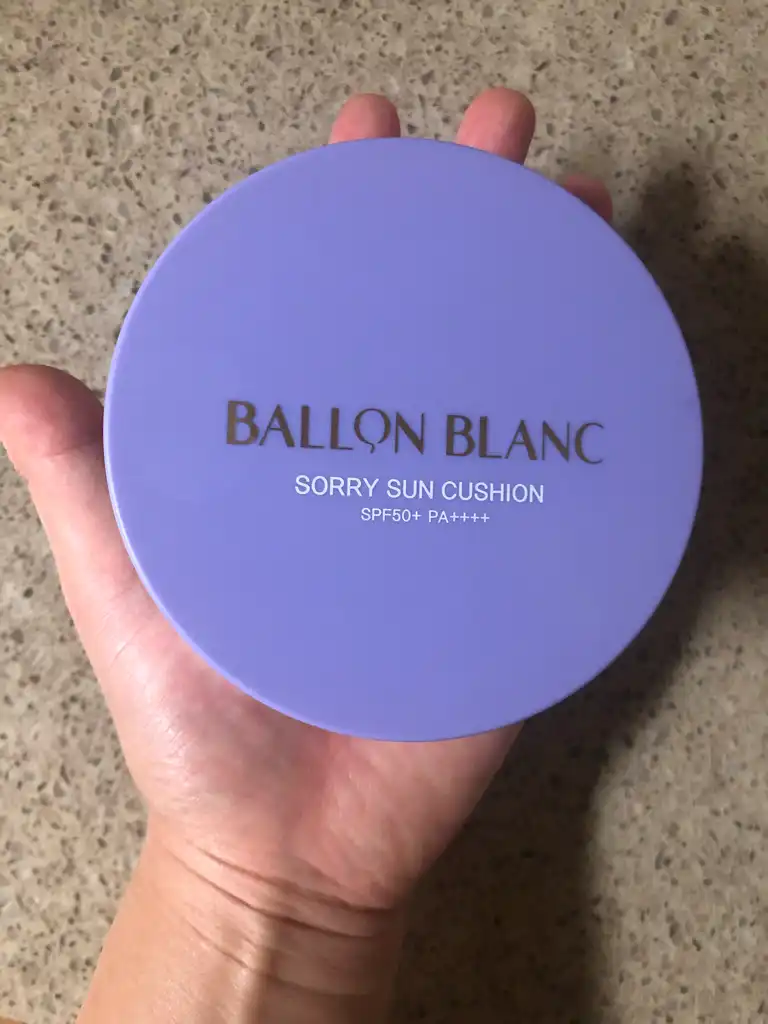 BALLON BLANC
SORRY SUN CUSHION
SPF50+ PA++++